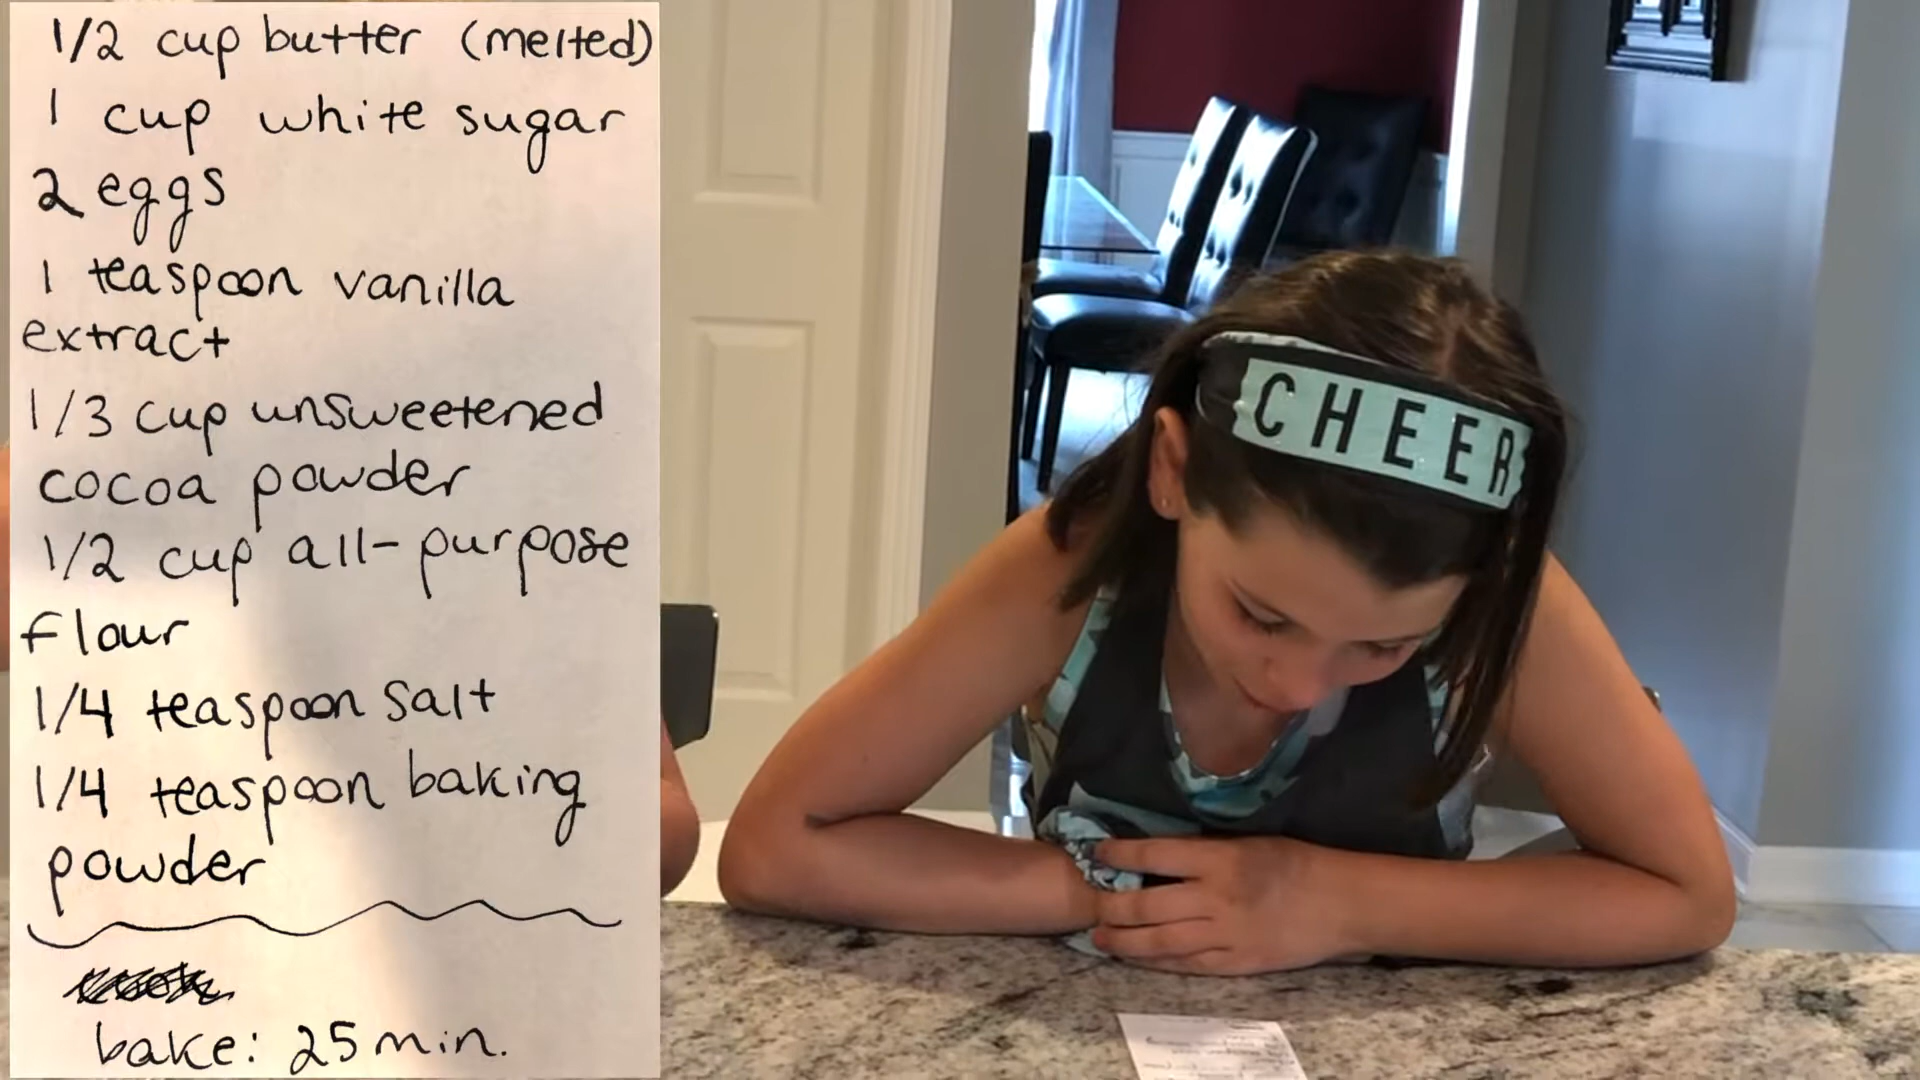 1/2 cup butter (melted)
1 cup white sugar
2 eggs
1 teaspoon vanilla
extract
1/3 cup unsweetened
cocoa powder
1/2 cup all-purpose
flour
1/4 teaspoon salt
1/4 teaspoon baking
powder
bake: 25 min.
CHEER